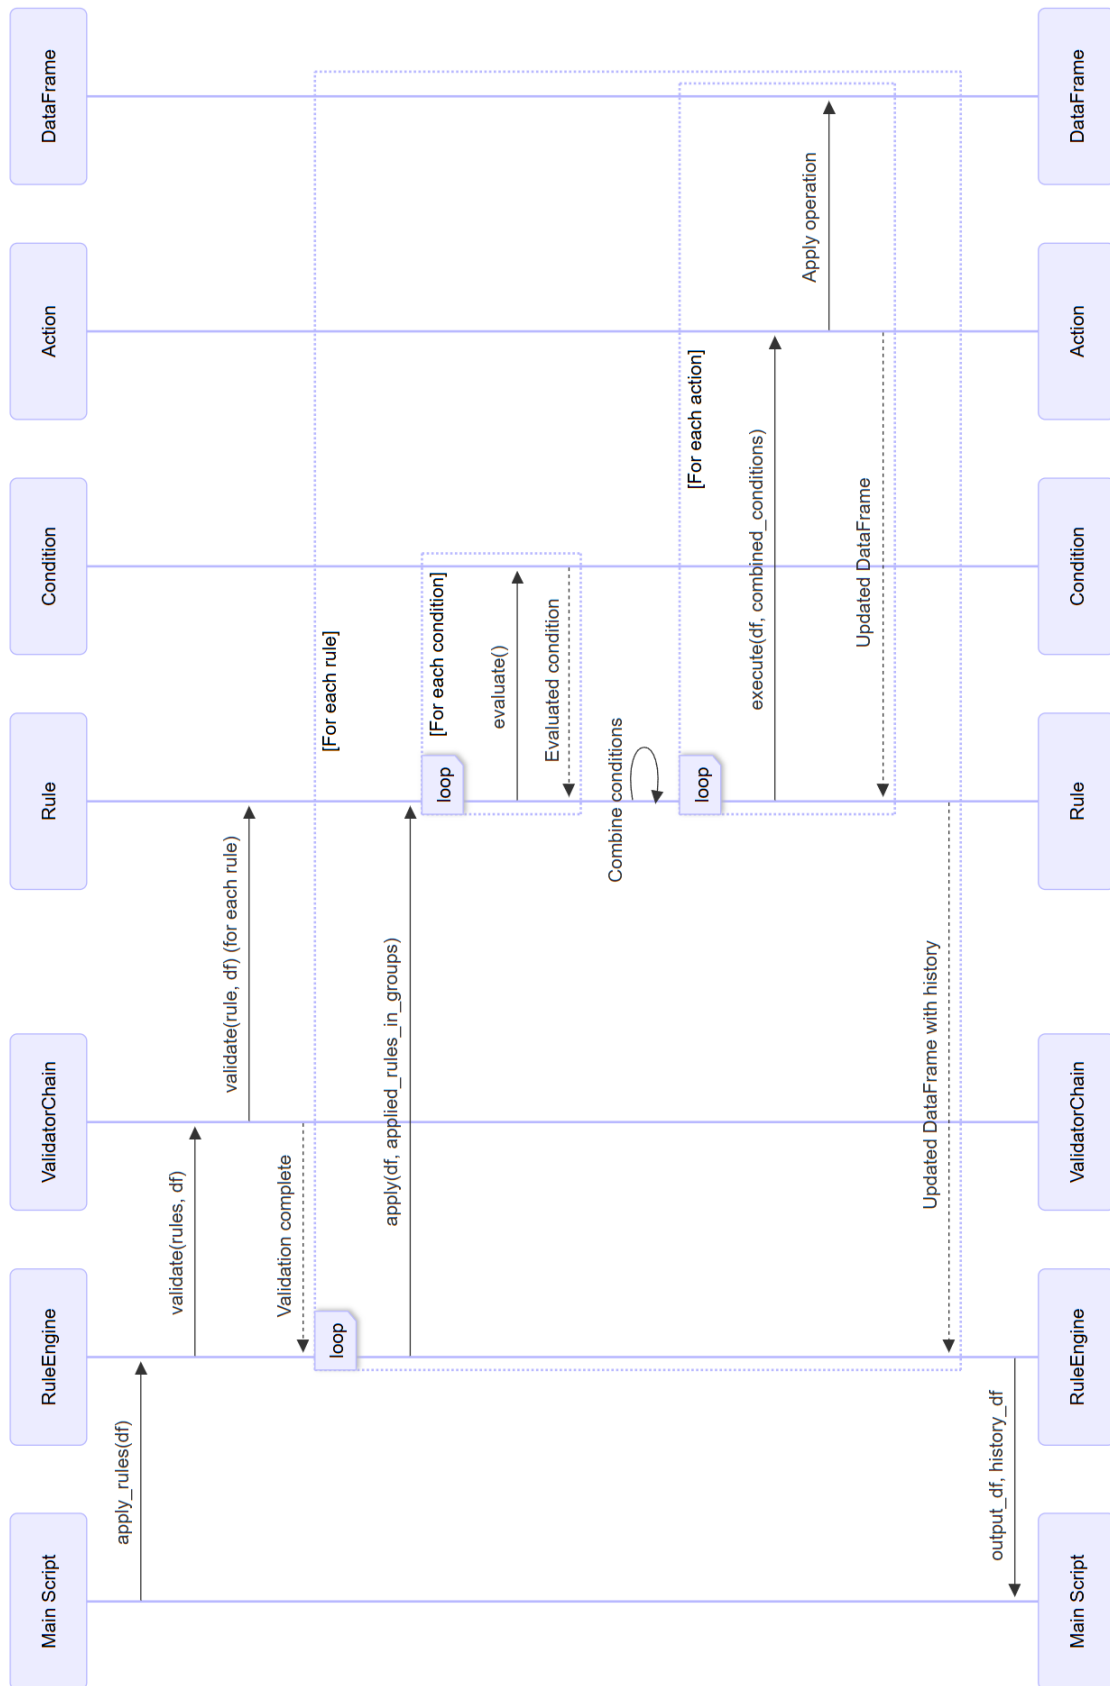 Main Script
RuleEngine
ValidatorChain
Rule
Condition
Action
DataFrame
apply_rules(df)
validate(rules, df)
validate(rule, df) (for each rule)
Validation complete
loop
[For each rule]
apply(df, applied_rules_in_groups)
loop
[For each condition]
evaluate()
Evaluated condition
Combine conditions
loop
[For each action]
execute(df, combined_conditions)
Apply operation
Updated DataFrame
Updated DataFrame with history
output_df, history_df
Main Script
RuleEngine
ValidatorChain
Rule
Condition
Action
DataFrame